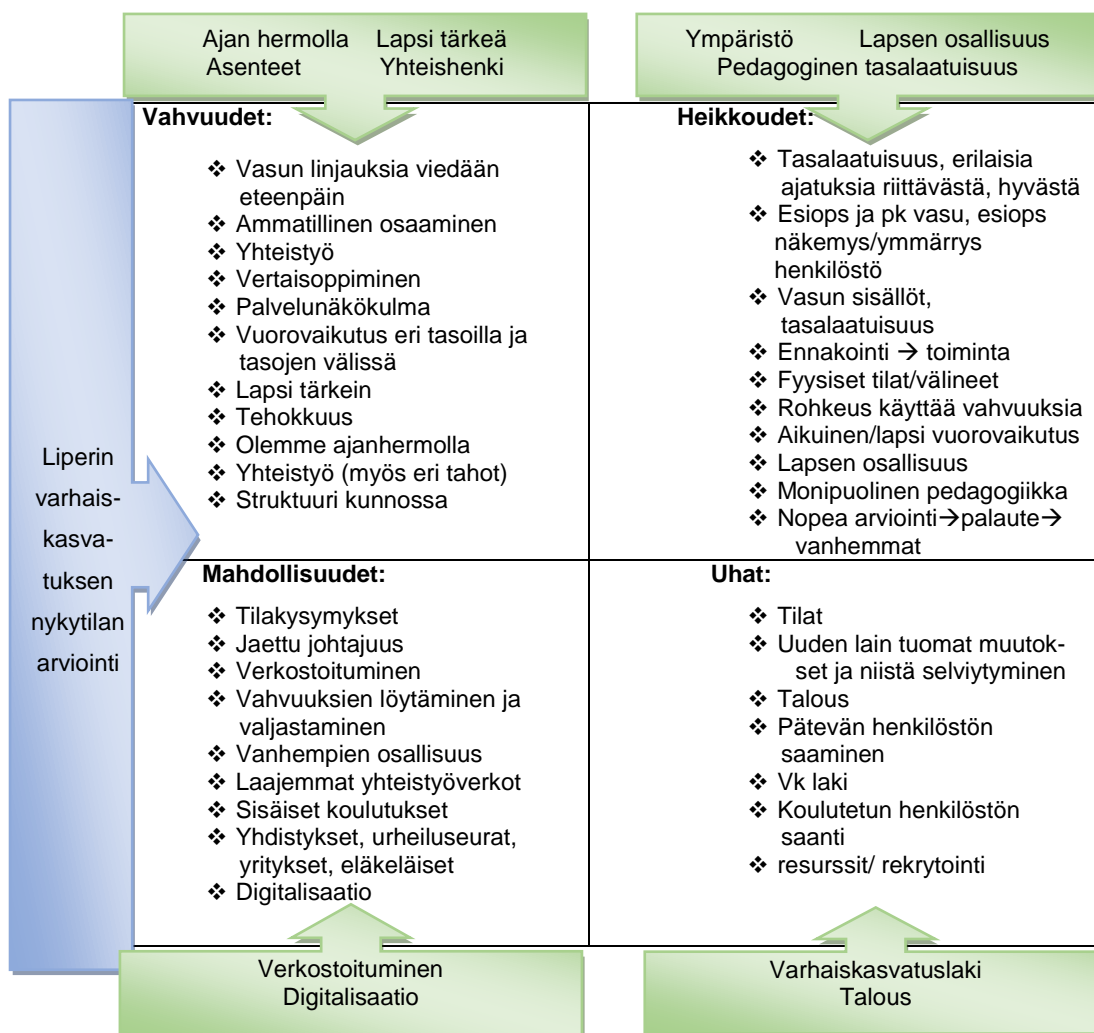 Ajan hermolla Lapsi tärkeä
Asenteet Yhteishenki
Ympäristö Lapsen osallisuus
Pedagoginen tasalaatuisuus
Liperin
varhais-
kasva-
tuksen
nykytilan
arviointi
Vahvuudet:
❖ Vasun linjauksia viedään
eteenpäin
❖ Ammatillinen osaaminen
❖ Yhteistyö
❖ Vertaisoppiminen
❖ Palvelunäkökulma
❖ Vuorovaikutus eri tasoilla ja
tasojen välissä
❖ Lapsi tärkein
❖ Tehokkuus
❖ Olemme ajanhermolla
❖ Yhteistyö (myös eri tahot)
❖ Struktuuri kunnossa
Heikkoudet:
❖ Tasalaatuisuus, erilaisia
ajatuksia riittävästä, hyvästä
❖ Esiops ja pk vasu, esiops
näkemys/ymmärrys
henkilöstö
❖ Vasun sisällöt,
tasalaatuisuus
❖ Ennakointi → toiminta
❖ Fyysiset tilat/välineet
❖ Rohkeus käyttää vahvuuksia
❖ Aikuinen/lapsi vuorovaikutus
❖ Lapsen osallisuus
❖ Monipuolinen pedagogiikka
❖ Nopea arviointi→palaute→
vanhemmat
Mahdollisuudet:
❖ Tilakysymykset
❖ Jaettu johtajuus
❖ Verkostoituminen
❖ Vahvuuksien löytäminen ja
valjastaminen
❖ Vanhempien osallisuus
❖ Laajemmat yhteistyöverkot
❖ Sisäiset koulutukset
❖ Yhdistykset, urheiluseurat,
yritykset, eläkeläiset
❖ Digitalisaatio
Uhat:
❖ Tilat
❖ Uuden lain tuomat muutok-
set ja niistä selviytyminen
❖ Talous
❖ Pätevän henkilöstön
saaminen
❖ Vk laki
❖ Koulutetun henkilöstön
saanti
❖ resurssit/ rekrytointi
Verkostoituminen
Digitalisaatio
Varhaiskasvatuslaki
Talous